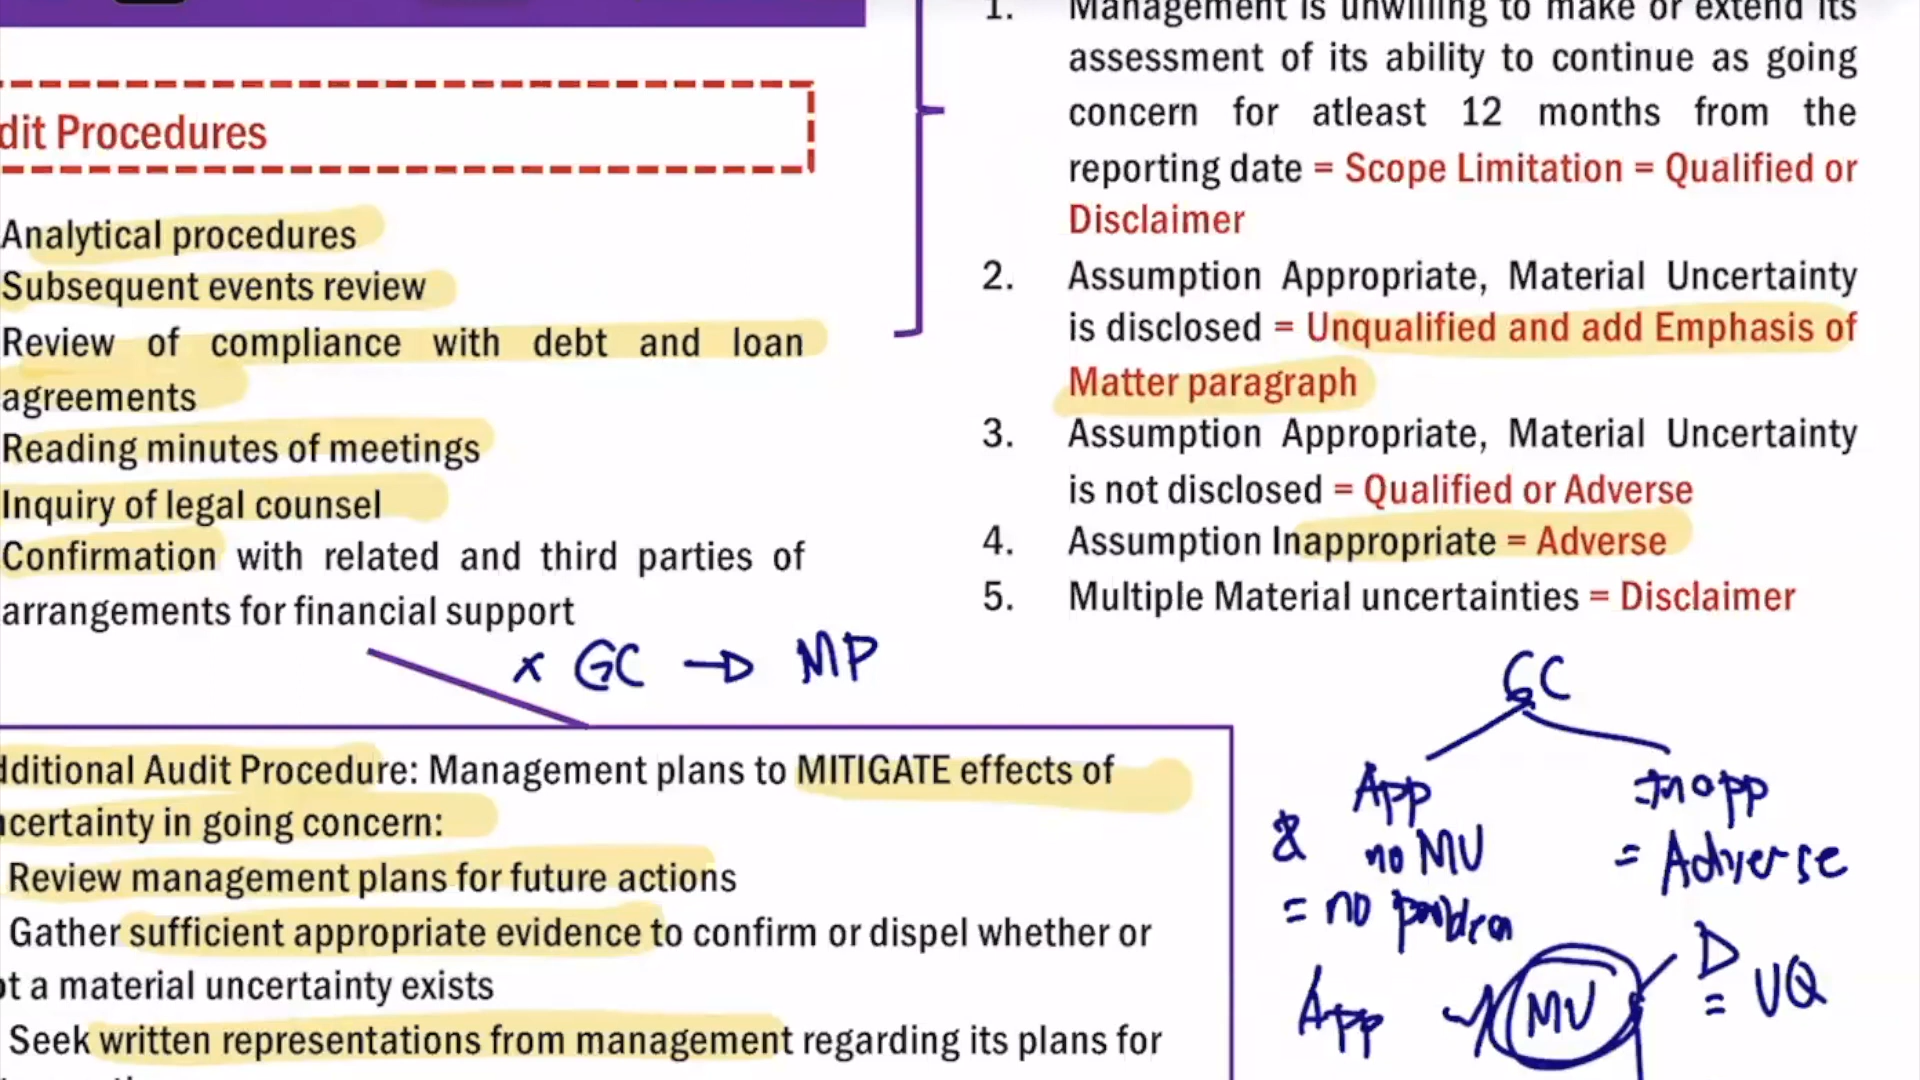 dit Procedures
Analytical procedures
Subsequent events review
Review of compliance with debt and loan
agreements
Reading minutes of meetings
Inquiry of legal counsel
Confirmation with related and third parties of
arrangements for financial support
x GC → MP
dditional Audit Procedure: Management plans to MITIGATE effects of
ncertainty in going concern:
Review management plans for future actions
Gather sufficient appropriate evidence to confirm or dispel whether or
ot a material uncertainty exists
Seek written representations from management regarding its plans for
1. Management is unwilling to make or extend its
assessment of its ability to continue as going
concern for atleast 12 months from the
reporting date = Scope Limitation = Qualified or
Disclaimer
2. Assumption Appropriate, Material Uncertainty
is disclosed = Unqualified and add Emphasis of
Matter paragraph
3. Assumption Appropriate, Material Uncertainty
is not disclosed = Qualified or Adverse
4. Assumption Inappropriate = Adverse
5. Multiple Material uncertainties = Disclaimer
GC
App
& no MU
= no problem
Inapp
= Adverse
App MU D
= UQ